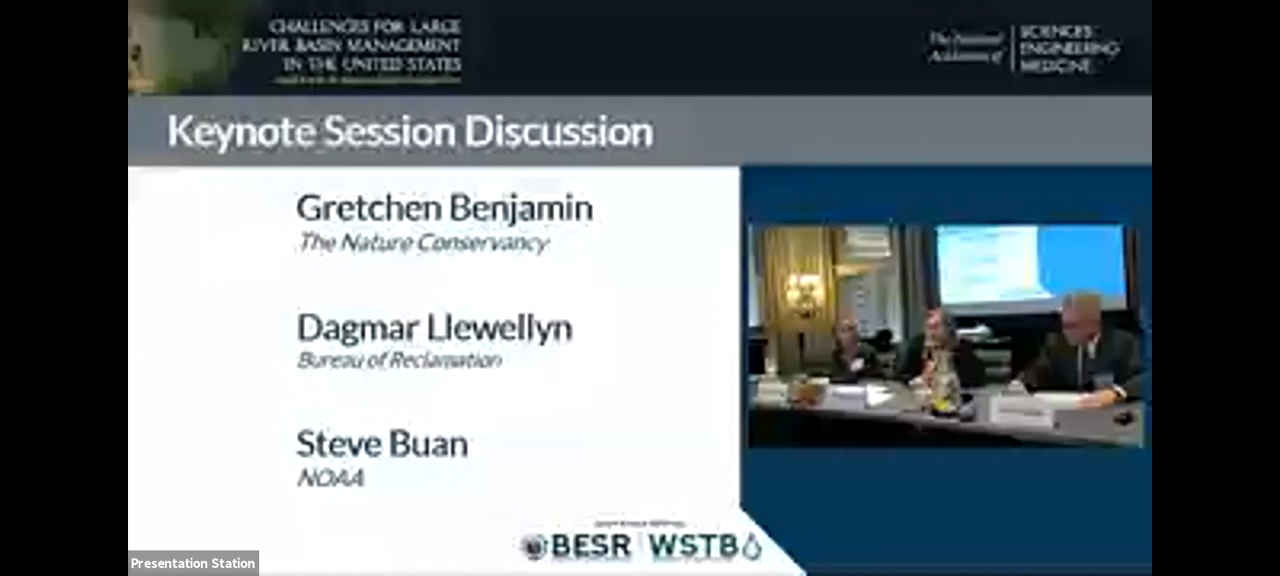 CHALLENGES FOR LARGE
RIVER BASIN MANAGEMENT
IN THE UNITED STATES
The National
Academies of
SCIENCES
ENGINEERING
MEDICINE
Keynote Session Discussion
Gretchen Benjamin
The Nature Conservancy
Dagmar Llewellyn
Bureau of Reclamation
Steve Buan
NOAA
BESR WSTB
Presentation Station